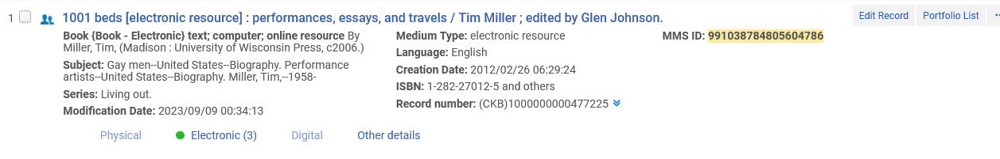 1 1001 beds [electronic resource] : performances, essays, and travels / Tim Miller ; edited by Glen Johnson. Edit Record Portfolio List
Book {Book - Electronic} text; computer; online resource By
Miller, Tim, (Madison : University of Wisconsin Press, c2006.)
Subject: Gay men--United States--Biography. Performance
artists--United States--Biography. Miller, Tim,--1958-
Series: Living out.
Modification Date: 2023/09/09 00:34:13
Medium Type: electronic resource
Language: English
Creation Date: 2012/02/26 06:29:24
ISBN: 1-282-27012-5 and others
Record number: (CKB)1000000000477225
MMS ID: 991038784805604786
Physical Electronic (3) Digital Other details